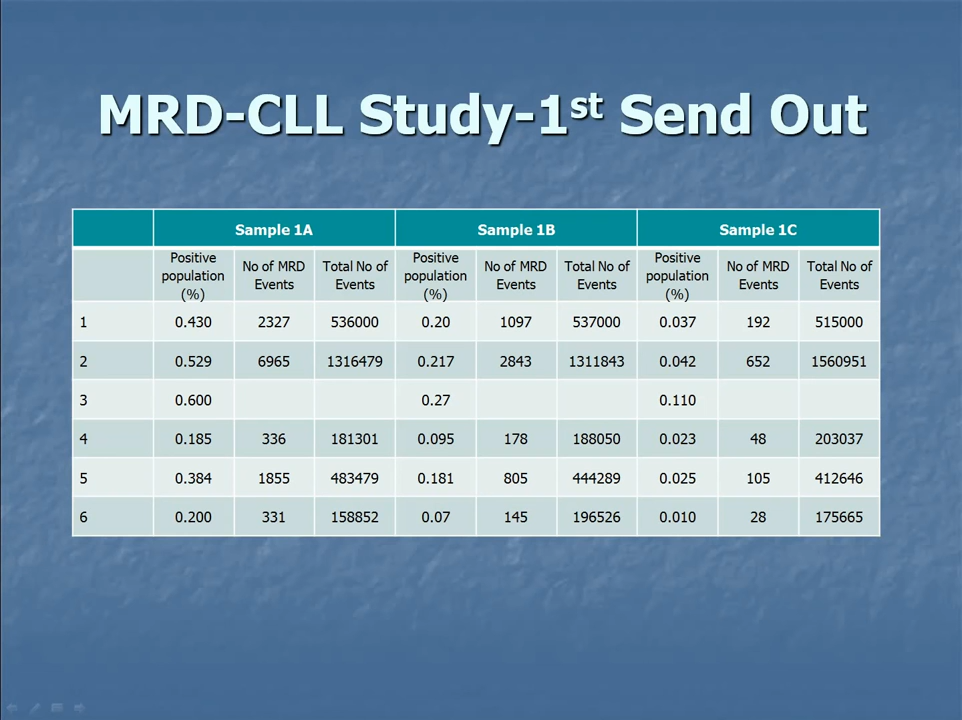 MRD-CLL Study-1st Send Out
Sample 1A Sample 1B Sample 1C
Positive population (%) No of MRD Events Total No of Events Positive population (%) No of MRD Events Total No of Events Positive population (%) No of MRD Events Total No of Events
1 0.430 2327 536000 0.20 1097 537000 0.037 192 515000
2 0.529 6965 1316479 0.217 2843 1311843 0.042 652 1560951
3 0.600 0.27 0.110
4 0.185 336 181301 0.095 178 188050 0.023 48 203037
5 0.384 1855 483479 0.181 805 444289 0.025 105 412646
6 0.200 331 158852 0.07 145 196526 0.010 28 175665